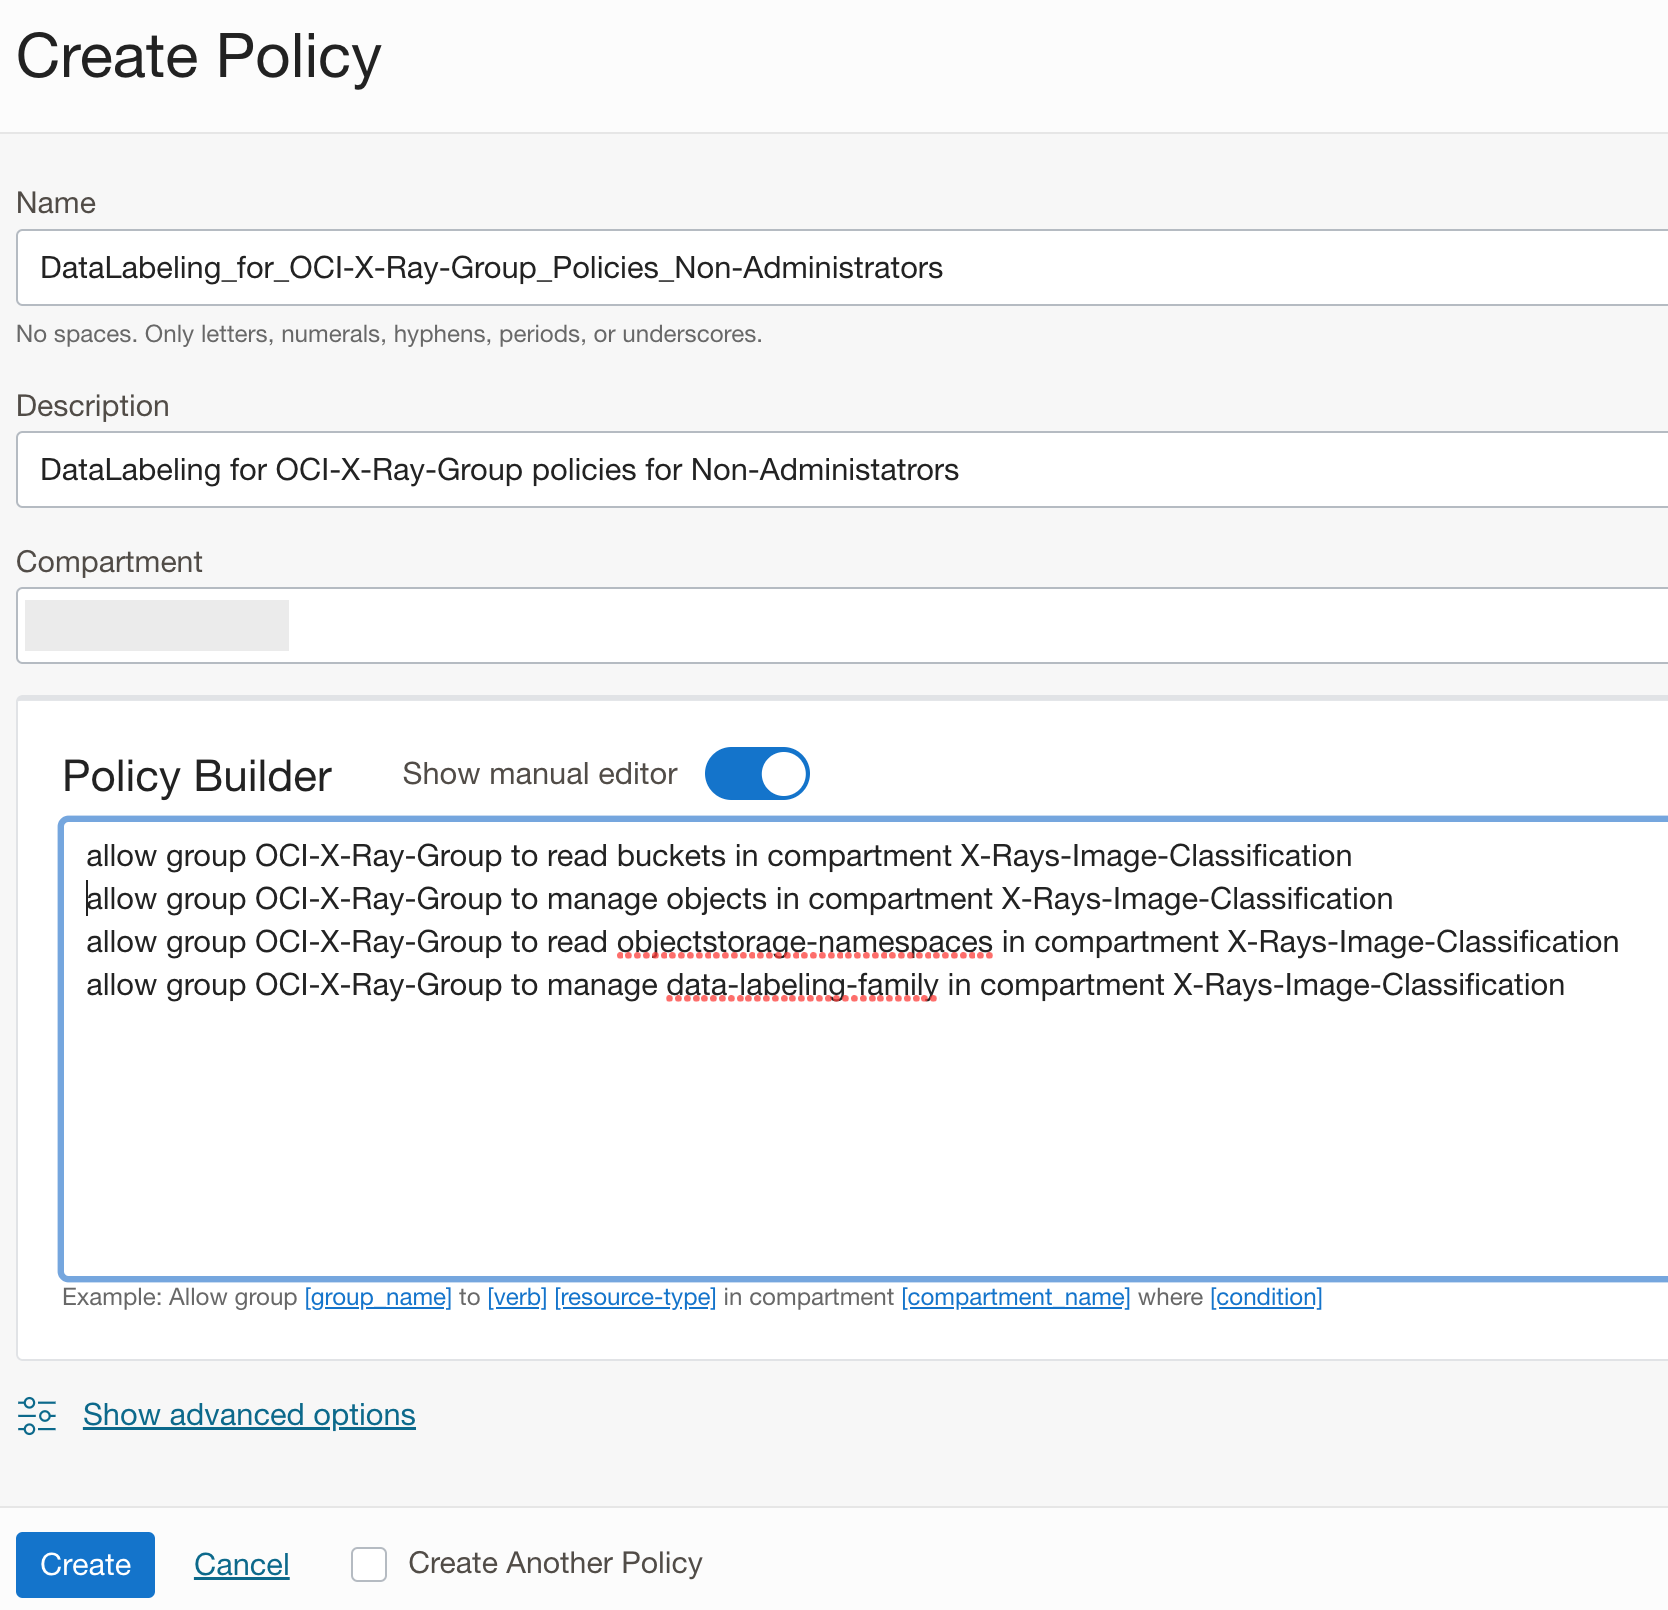 Create Policy
Name
DataLabeling_for_OCI-X-Ray-Group_Policies_Non-Administrators
No spaces. Only letters, numerals, hyphens, periods, or underscores.
Description
DataLabeling for OCI-X-Ray-Group policies for Non-Administatrors
Compartment
Policy Builder Show manual editor
allow group OCI-X-Ray-Group to read buckets in compartment X-Rays-Image-Classification
allow group OCI-X-Ray-Group to manage objects in compartment X-Rays-Image-Classification
allow group OCI-X-Ray-Group to read objectstorage-namespaces in compartment X-Rays-Image-Classification
allow group OCI-X-Ray-Group to manage data-labeling-family in compartment X-Rays-Image-Classification
Example: Allow group [group_name] to [verb] [resource-type] in compartment [compartment_name] where [condition]
Show advanced options
Create Cancel Create Another Policy